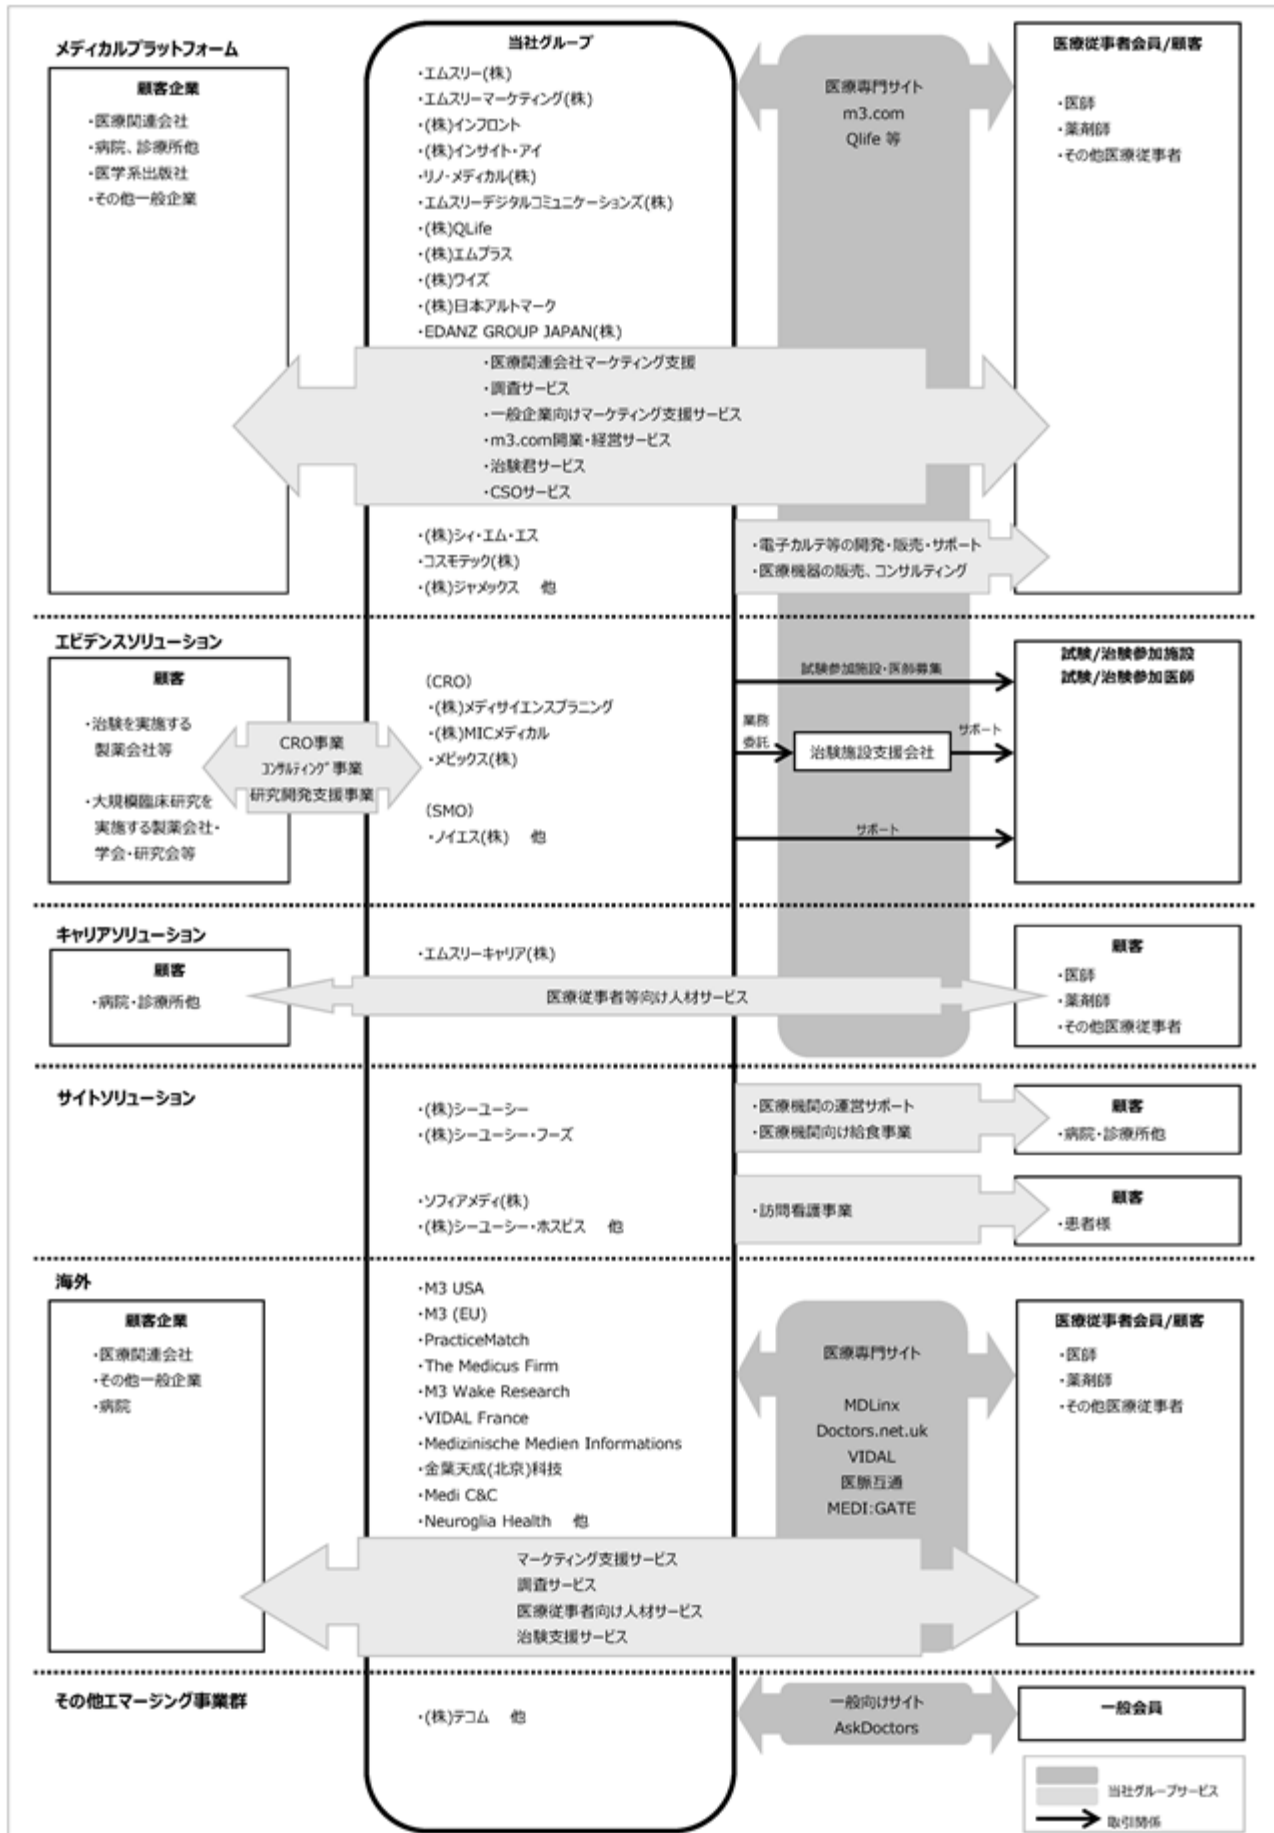 メディカルプラットフォーム
顧客企業
・医療関連会社
・病院、診療所他
・医学系出版社
・その他一般企業
当社グループ
・エムスリー(株)
・エムスリーマーケティング(株)
・(株)インフロント
・(株)インサイト・アイ
・リノ・メディカル(株)
・エムスリーデジタルコミュニケーションズ(株)
・(株)QLife
・(株)エムプラス
・(株)ワイズ
・(株)日本アルトマーク
・EDANZ GROUP JAPAN(株)
医療専門サイト
m3.com
Qlife 等
医療従事者会員/顧客
・医師
・薬剤師
・その他医療従事者
・医療関連会社マーケティング支援
・調査サービス
・一般企業向けマーケティング支援サービス
・m3.com開業・経営サービス
・治験君サービス
・CSOサービス
・(株)シィ・エム・エス
・コスモテック(株)
・(株)ジャメックス 他
・電子カルテ等の開発・販売・サポート
・医療機器の販売、コンサルティング
エビデンスソリューション
顧客
・治験を実施する
製薬会社等
・大規模臨床研究を
実施する製薬会社・
学会・研究会等
CRO事業
コンサルティング事業
研究開発支援事業
(CRO)
・(株)メディサイエンスプラニング
・(株)MICメディカル
・メビックス(株)
(SMO)
・ノイエス(株) 他
試験参加施設・医師募集
業務
委託
治験施設支援会社
サポート
サポート
試験/治験参加施設
試験/治験参加医師
キャリアソリューション
顧客
・病院・診療所他
・エムスリーキャリア(株)
医療従事者等向け人材サービス
顧客
・医師
・薬剤師
・その他医療従事者
サイトソリューション
・(株)シーユーシー
・(株)シーユーシー・フーズ
・医療機関の運営サポート
・医療機関向け給食事業
顧客
・病院・診療所他
・ソフィアメディ(株)
・(株)シーユーシー・ホスピス 他
・訪問看護事業
顧客
・患者様
海外
顧客企業
・医療関連会社
・その他一般企業
・病院
・M3 USA
・M3 (EU)
・PracticeMatch
・The Medicus Firm
・M3 Wake Research
・VIDAL France
・Medizinische Medien Informations
・金葉天成(北京)科技
・Medi C&C
・Neuroglia Health 他
医療専門サイト
MDLinx
Doctors.net.uk
VIDAL
医脈互通
MEDI:GATE
医療従事者会員/顧客
・医師
・薬剤師
・その他医療従事者
マーケティング支援サービス
調査サービス
医療従事者向け人材サービス
治験支援サービス
その他エマージング事業群
・(株)テコム 他
一般向けサイト
AskDoctors
一般会員
当社グループサービス
取引関係